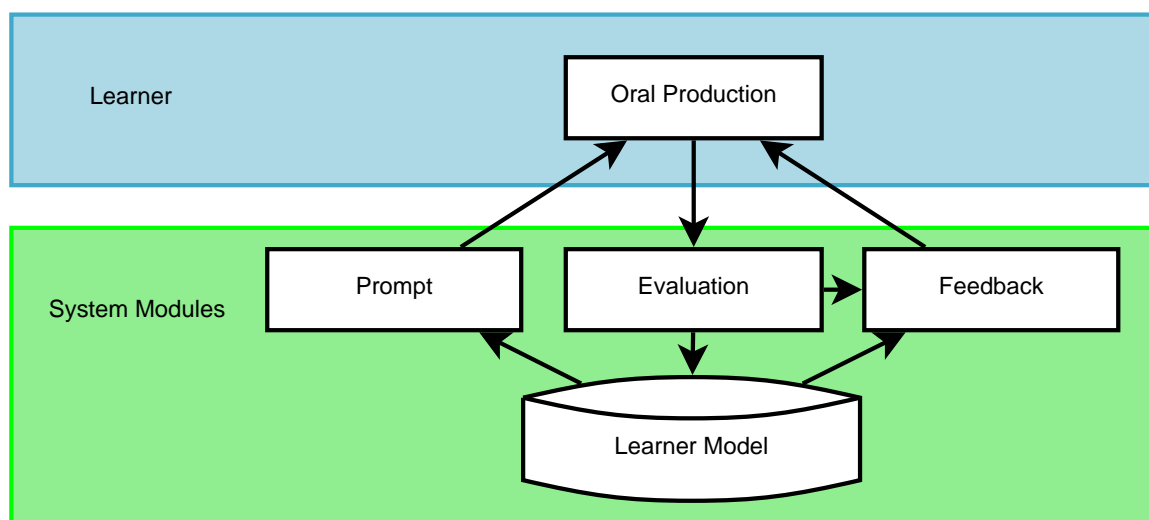 Learner
Oral Production
Prompt
Evaluation
Feedback
System Modules
Learner Model